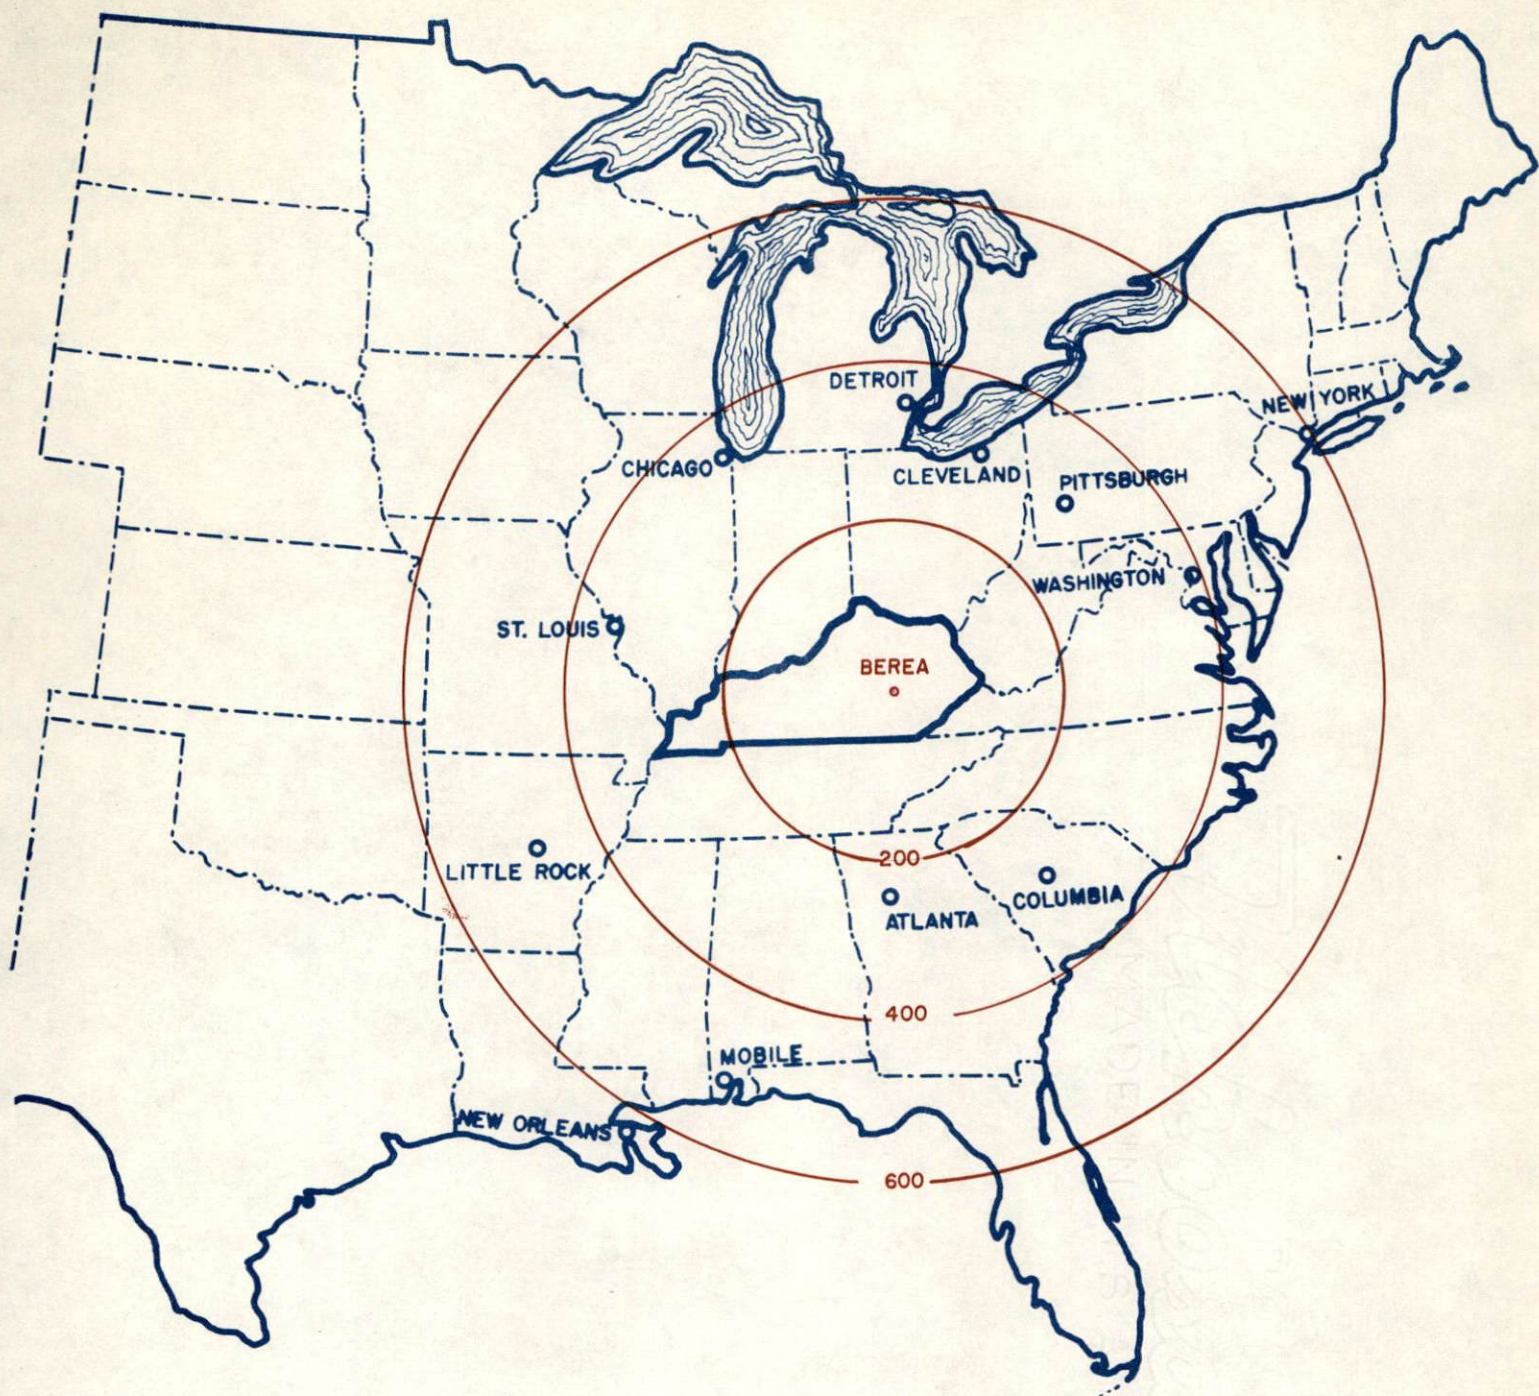 DETROIT
NEW YORK
CHICAGO
CLEVELAND
PITTSBURGH
WASHINGTON
ST. LOUIS
BEREA
200
LITTLE ROCK
COLUMBIA
ATLANTA
400
MOBILE
NEW ORLEANS
600